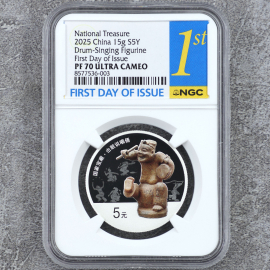 National Treasure
2025 China 15g S5Y
Drum-Singing Figurine
First Day of Issue
PF 70 ULTRA CAMEO
8577536-003
1st
FIRST DAY OF ISSUE
NGC
5元